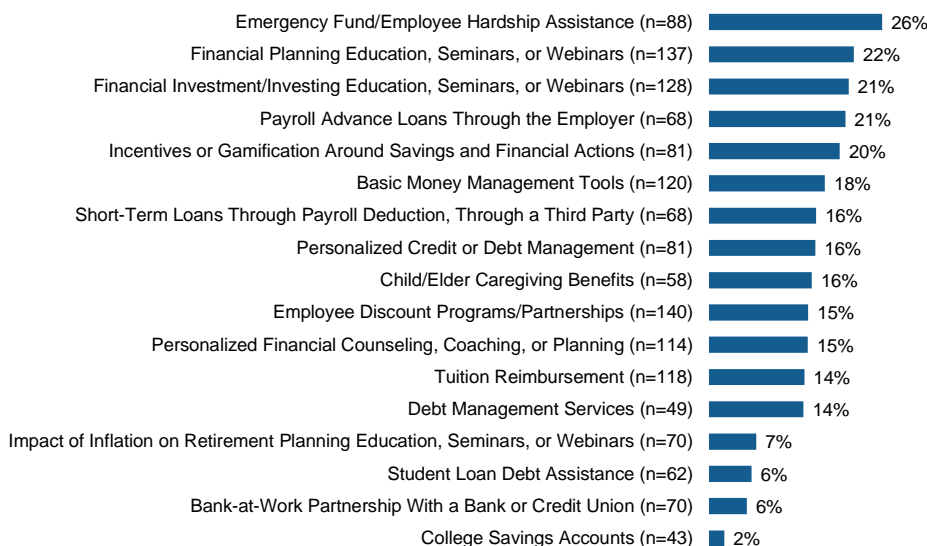 Emergency Fund/Employee Hardship Assistance (n=88) 26%
Financial Planning Education, Seminars, or Webinars (n=137) 22%
Financial Investment/Investing Education, Seminars, or Webinars (n=128) 21%
Payroll Advance Loans Through the Employer (n=68) 21%
Incentives or Gamification Around Savings and Financial Actions (n=81) 20%
Basic Money Management Tools (n=120) 18%
Short-Term Loans Through Payroll Deduction, Through a Third Party (n=68) 16%
Personalized Credit or Debt Management (n=81) 16%
Child/Elder Caregiving Benefits (n=58) 16%
Employee Discount Programs/Partnerships (n=140) 15%
Personalized Financial Counseling, Coaching, or Planning (n=114) 15%
Tuition Reimbursement (n=118) 14%
Debt Management Services (n=49) 14%
Impact of Inflation on Retirement Planning Education, Seminars, or Webinars (n=70) 7%
Student Loan Debt Assistance (n=62) 6%
Bank-at-Work Partnership With a Bank or Credit Union (n=70) 6%
College Savings Accounts (n=43) 2%